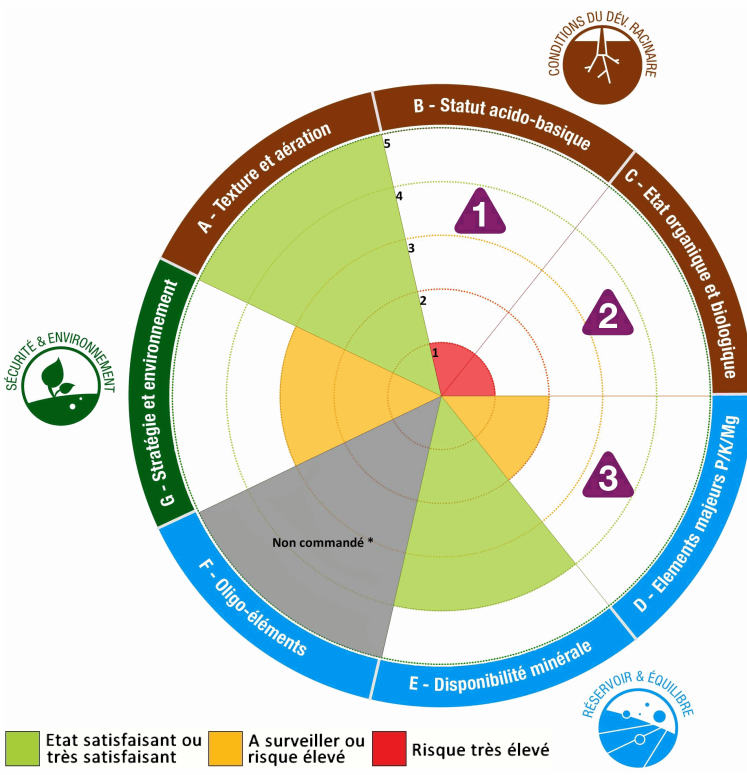 CONDITIONS DU DÉV. RACINAIRE
B - Statut acido-basique
A - Texture et aération
C - Etat organique et biologique
5
4
3
2
1
1
2
3
SÉCURITÉ & ENVIRONNEMENT
G - Stratégie et environnement
D - Elements majeurs P/K/Mg
Non commandé *
F - Oligo-éléments
E - Disponibilité minérale
RÉSERVOIR & ÉQUILIBRE
Etat satisfaisant ou
très satisfaisant
A surveiller ou
risque élevé
Risque très élevé